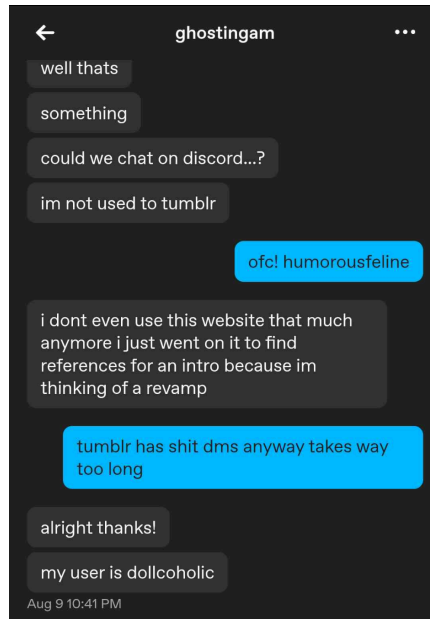 ghostingam
well thats
something
could we chat on discord...?
im not used to tumblr
ofc! humorousfeline
i dont even use this website that much
anymore i just went on it to find
references for an intro because im
thinking of a revamp
tumblr has shit dms anyway takes way
too long
alright thanks!
my user is dollcoholic
Aug 9 10:41 PM